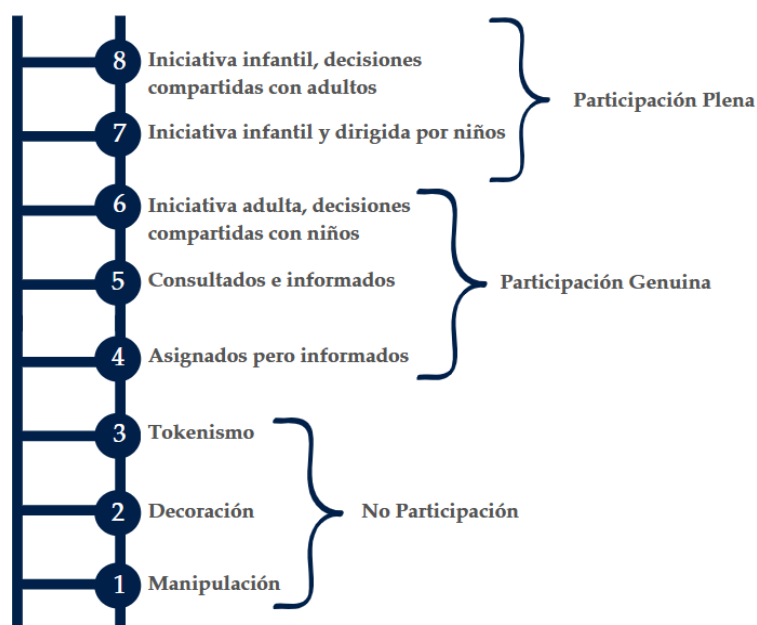 8
Iniciativa infantil, decisiones
compartidas con adultos
Participación Plena
7
Iniciativa infantil y dirigida por niños
6
Iniciativa adulta, decisiones
compartidas con niños
5
Consultados e informados
Participación Genuina
4
Asignados pero informados
3
Tokenismo
2
Decoración
No Participación
1
Manipulación